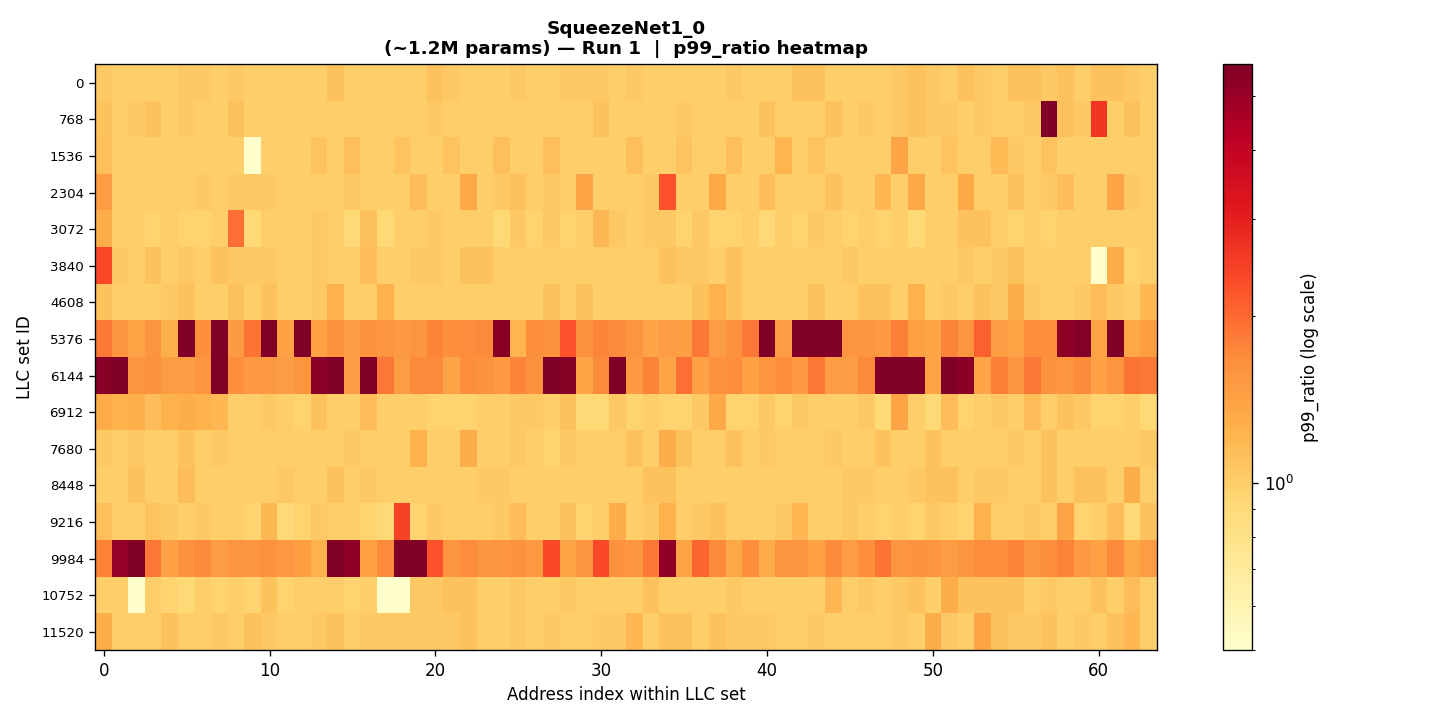 SqueezeNet1_0
(~1.2M params) — Run 1 | p99_ratio heatmap
LLC set ID
0
768
1536
2304
3072
3840
4608
5376
6144
6912
7680
8448
9216
9984
10752
11520
0 10 20 30 40 50 60
Address index within LLC set
10⁰
p99_ratio (log scale)